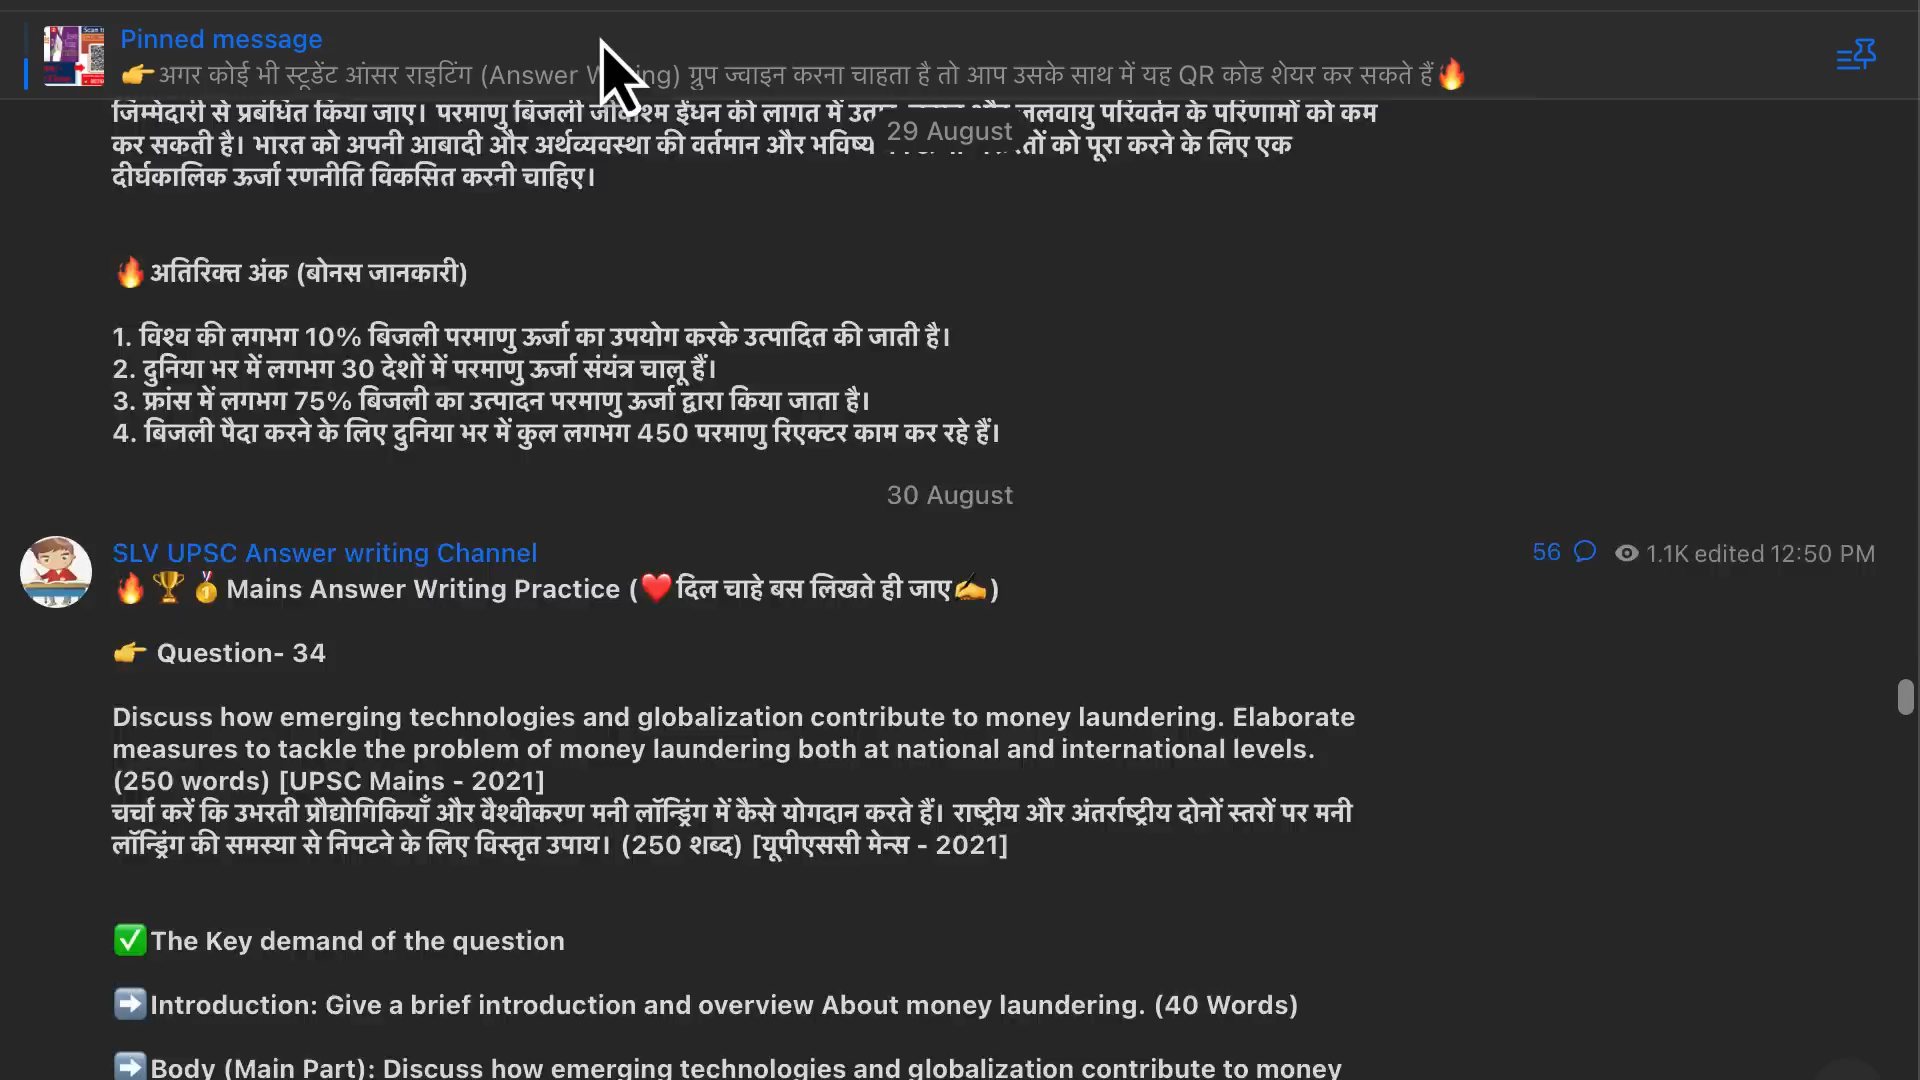 Pinned message
👉अगर कोई भी स्टूडेंट आंसर राइटिंग (Answer Writing) ग्रुप ज्वाइन करना चाहता है तो आप उसके साथ में यह QR कोड शेयर कर सकते हैं🔥
जिम्मेदारी से प्रबंधित किया जाए। परमाणु बिजली जीवाश्म ईंधन की लागत में जलवायु परिवर्तन के परिणामों को कम
29 August
कर सकती है। भारत को अपनी आबादी और अर्थव्यवस्था की वर्तमान और भविष्य को पूरा करने के लिए एक
दीर्घकालिक ऊर्जा रणनीति विकसित करनी चाहिए।
🔥अतिरिक्त अंक (बोनस जानकारी)
1. विश्व की लगभग 10% बिजली परमाणु ऊर्जा का उपयोग करके उत्पादित की जाती है।
2. दुनिया भर में लगभग 30 देशों में परमाणु ऊर्जा संयंत्र चालू हैं।
3. फ्रांस में लगभग 75% बिजली का उत्पादन परमाणु ऊर्जा द्वारा किया जाता है।
4. बिजली पैदा करने के लिए दुनिया भर में कुल लगभग 450 परमाणु रिएक्टर काम कर रहे हैं।
30 August
SLV UPSC Answer writing Channel
56 1.1K edited 12:50 PM
🔥🏆🥇Mains Answer Writing Practice (❤️दिल चाहे बस लिखते ही जाए✍️)
👉 Question- 34
Discuss how emerging technologies and globalization contribute to money laundering. Elaborate
measures to tackle the problem of money laundering both at national and international levels.
(250 words) [UPSC Mains - 2021]
चर्चा करें कि उभरती प्रौद्योगिकियाँ और वैश्वीकरण मनी लॉन्ड्रिंग में कैसे योगदान करते हैं। राष्ट्रीय और अंतर्राष्ट्रीय दोनों स्तरों पर मनी
लॉन्ड्रिंग की समस्या से निपटने के लिए विस्तृत उपाय। (250 शब्द) [यूपीएससी मेन्स - 2021]
✅The Key demand of the question
➡️Introduction: Give a brief introduction and overview About money laundering. (40 Words)
➡️Body (Main Part): Discuss how emerging technologies and globalization contribute to money